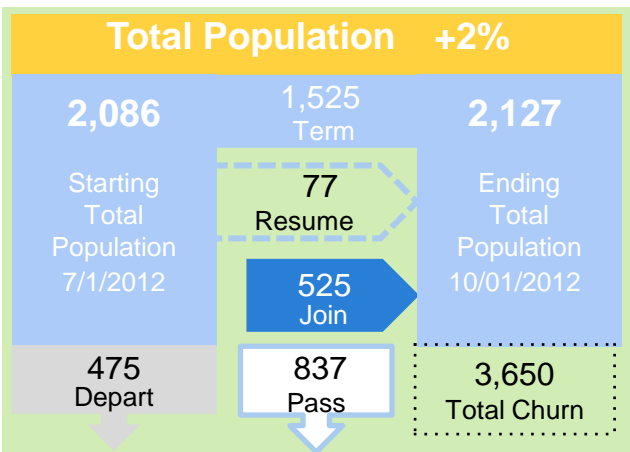 Total Population +2%
2,086
Starting
Total
Population
7/1/2012
1,525
Term
77
Resume
525
Join
2,127
Ending
Total
Population
10/01/2012
475
Depart
837
Pass
3,650
Total Churn